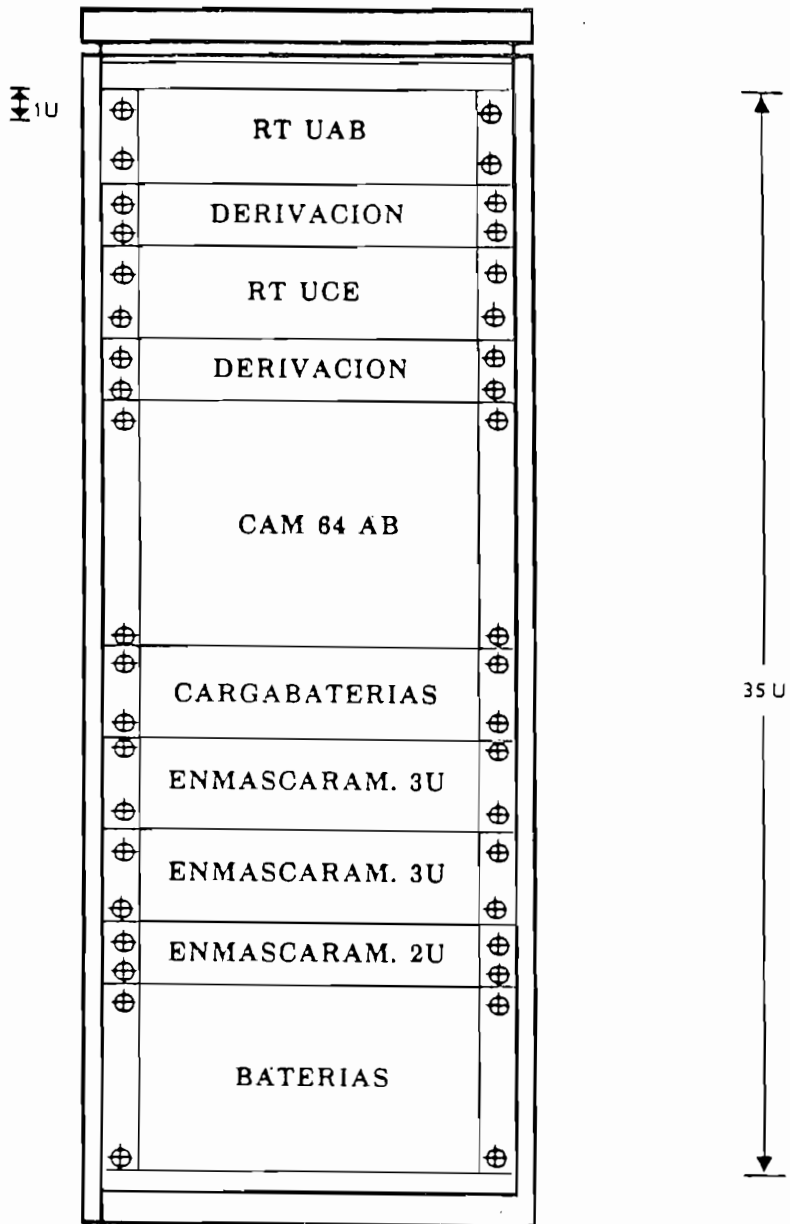 1U
RT UAB
DERIVACION
RT UCE
DERIVACION
CAM 64 AB
CARGABATERIAS
35 U
ENMASCARAM. 3U
ENMASCARAM. 3U
ENMASCARAM. 2U
BATERIAS